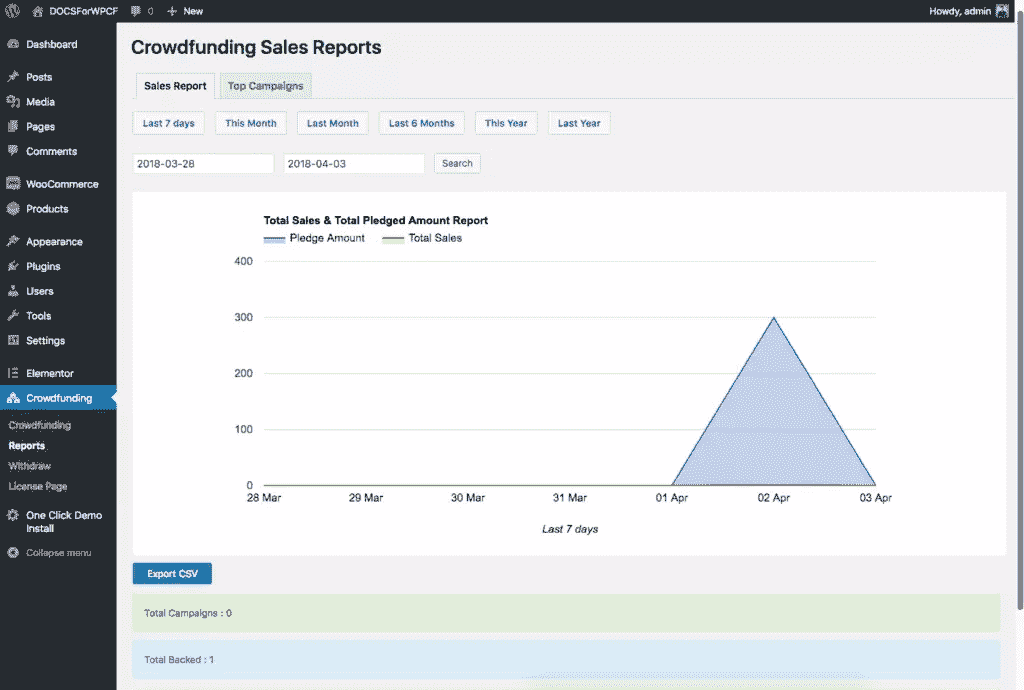 DOCSForWPCF 0 New Howdy, admin
Dashboard
Posts
Media
Pages
Comments
WooCommerce
Products
Appearance
Plugins
Users
Tools
Settings
Elementor
Crowdfunding
Crowdfunding
Reports
Withdraw
License Page
One Click Demo
Install
Collapse menu
Crowdfunding Sales Reports
Sales Report Top Campaigns
Last 7 days This Month Last Month Last 6 Months This Year Last Year
2018-03-28 2018-04-03 Search
Total Sales & Total Pledged Amount Report
Pledge Amount Total Sales
400
300
200
100
0
28 Mar 29 Mar 30 Mar 31 Mar 01 Apr 02 Apr 03 Apr
Last 7 days
Export CSV
Total Campaigns : 0
Total Backed : 1